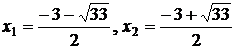 x₁ = (−3−√33)/2, x₂ = (−3+√33)/2